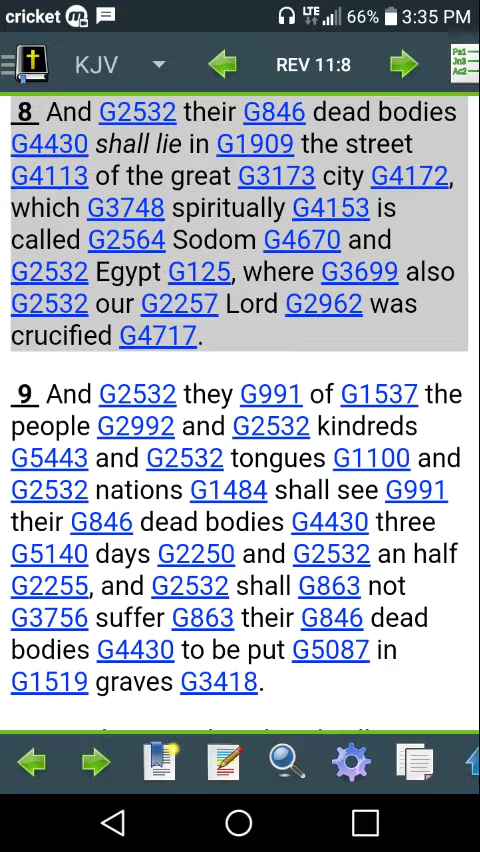 cricket LTE 66% 3:35 PM
KJV REV 11:8 Ps1 Jn3 Ac2
8 And G2532 their G846 dead bodies
G4430 shall lie in G1909 the street
G4113 of the great G3173 city G4172,
which G3748 spiritually G4153 is
called G2564 Sodom G4670 and
G2532 Egypt G125, where G3699 also
G2532 our G2257 Lord G2962 was
crucified G4717.
9 And G2532 they G991 of G1537 the
people G2992 and G2532 kindreds
G5443 and G2532 tongues G1100 and
G2532 nations G1484 shall see G991
their G846 dead bodies G4430 three
G5140 days G2250 and G2532 an half
G2255, and G2532 shall G863 not
G3756 suffer G863 their G846 dead
bodies G4430 to be put G5087 in
G1519 graves G3418.